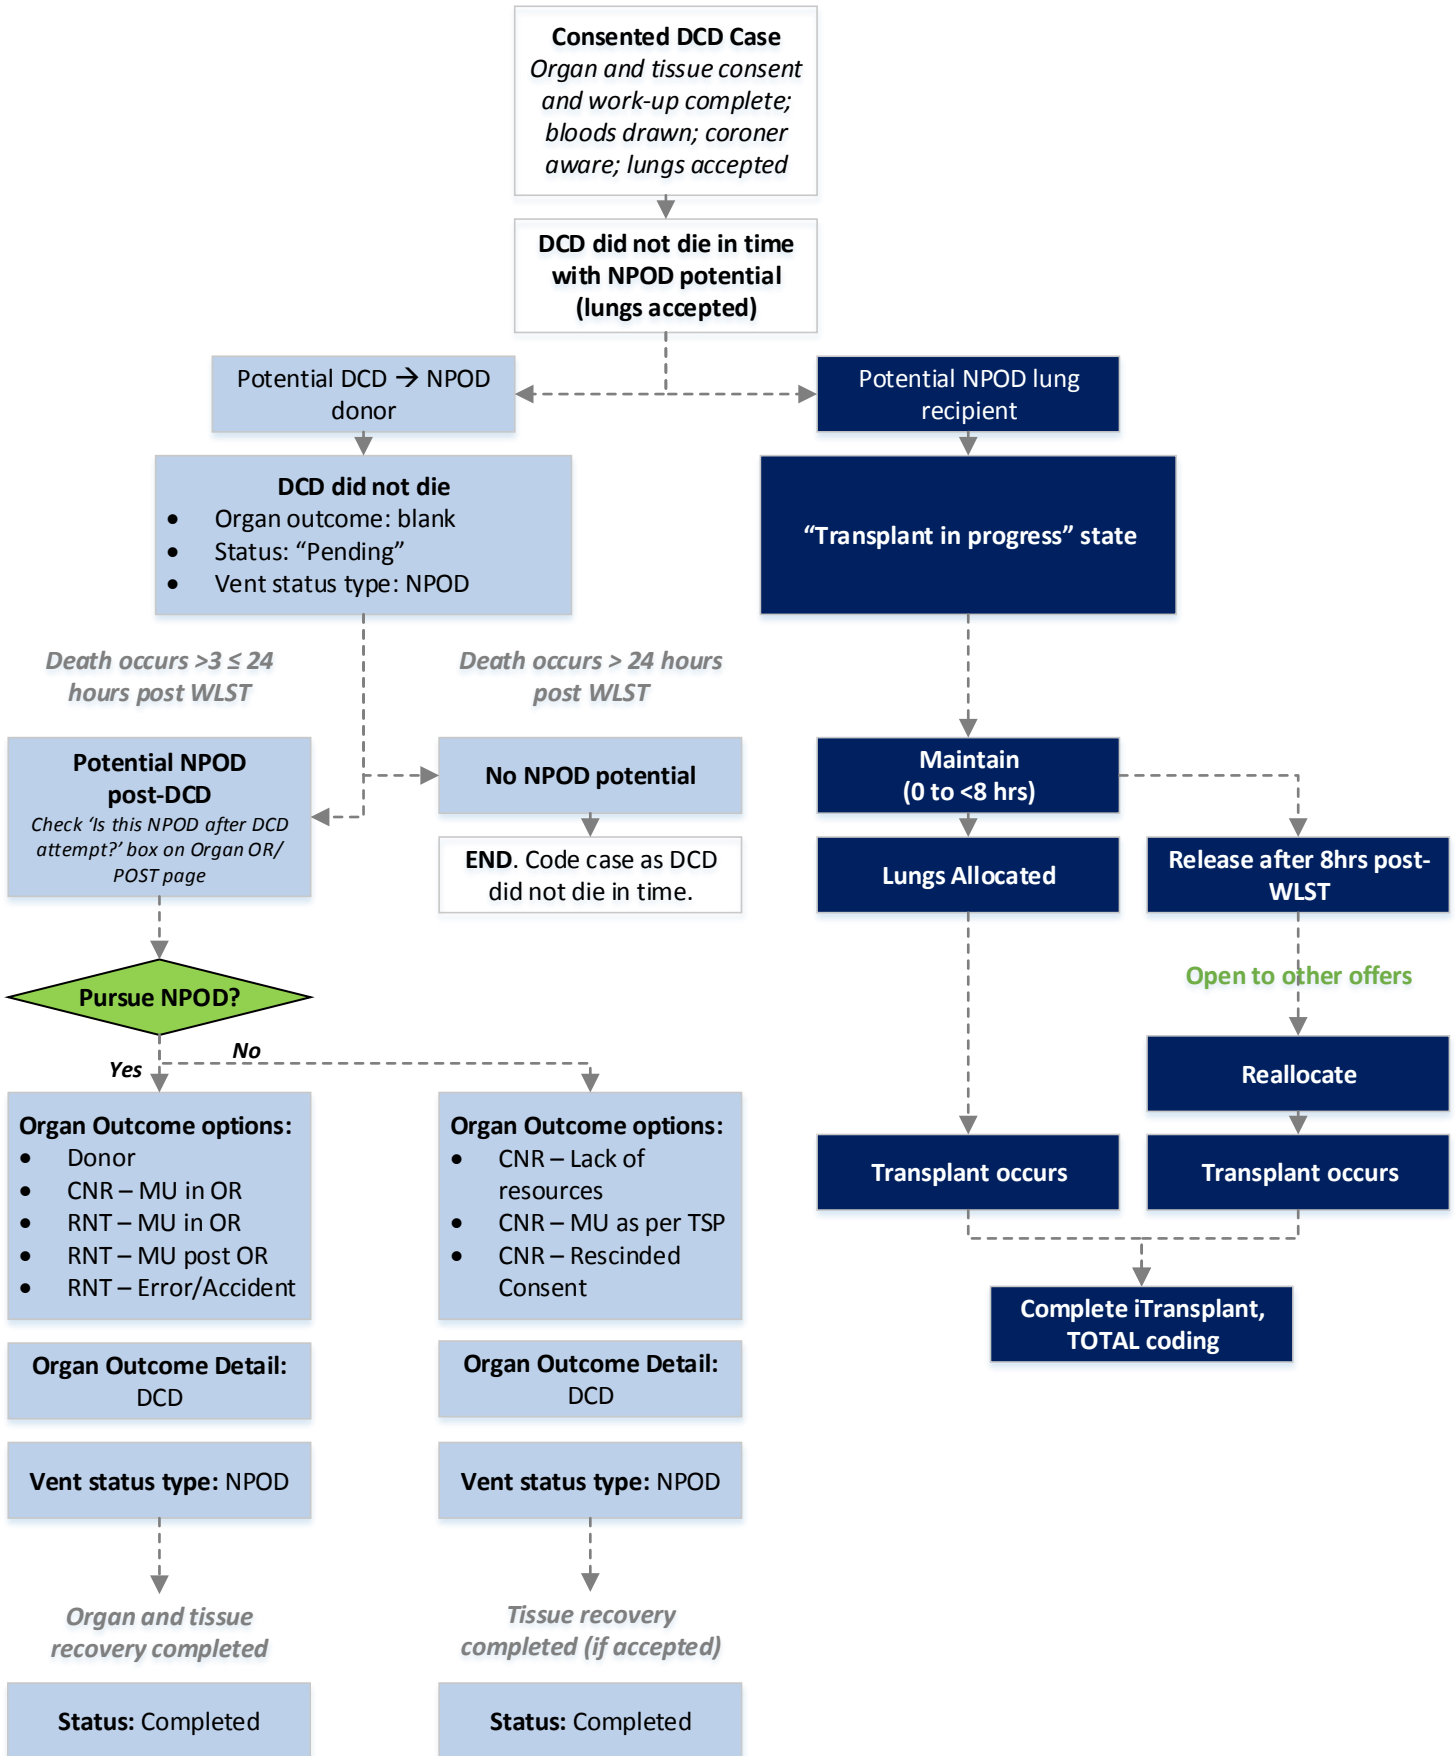 Consented DCD Case
Organ and tissue consent
and work-up complete;
bloods drawn; coroner
aware; lungs accepted
DCD did not die in time
with NPOD potential
(lungs accepted)
Potential DCD → NPOD
donor
Potential NPOD lung
recipient
DCD did not die
• Organ outcome: blank
• Status: “Pending”
• Vent status type: NPOD
“Transplant in progress” state
Death occurs >3 ≤ 24
hours post WLST
Death occurs > 24 hours
post WLST
Potential NPOD
post-DCD
Check ‘Is this NPOD after DCD
attempt?’ box on Organ OR/
POST page
No NPOD potential
END. Code case as DCD
did not die in time.
Maintain
(0 to <8 hrs)
Lungs Allocated
Release after 8hrs post-
WLST
Open to other offers
Pursue NPOD?
Yes
No
Reallocate
Organ Outcome options:
• Donor
• CNR – MU in OR
• RNT – MU in OR
• RNT – MU post OR
• RNT – Error/Accident
Organ Outcome options:
• CNR – Lack of
resources
• CNR – MU as per TSP
• CNR – Rescinded
Consent
Transplant occurs
Transplant occurs
Complete iTransplant,
TOTAL coding
Organ Outcome Detail:
DCD
Organ Outcome Detail:
DCD
Vent status type: NPOD
Vent status type: NPOD
Organ and tissue
recovery completed
Tissue recovery
completed (if accepted)
Status: Completed
Status: Completed